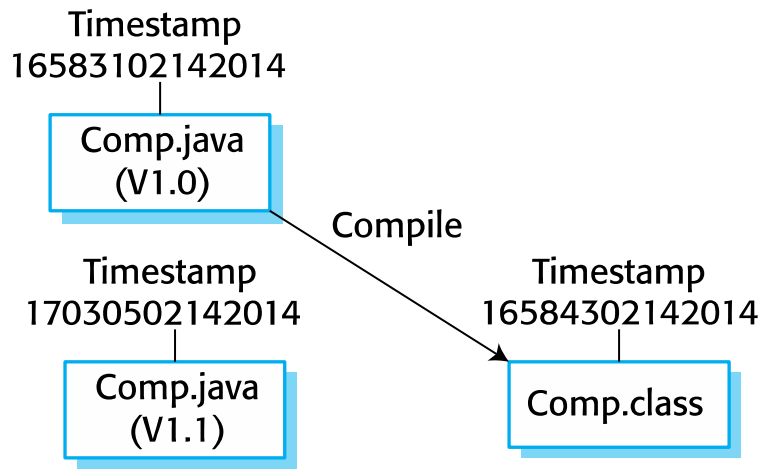 Timestamp
16583102142014
Comp.java
(V1.0)
Compile
Timestamp
17030502142014
Comp.java
(V1.1)
Timestamp
16584302142014
Comp.class